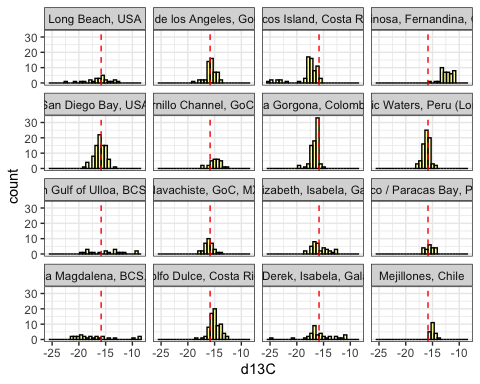 Long Beach, USA
de los Angeles, Go
cos Island, Costa R
nosa, Fernandina,
San Diego Bay, USA
rnillo Channel, GoC
a Gorgona, Colomb
ic Waters, Peru (Lo
n Gulf of Ulloa, BCS
Navachiste, GoC, MX
izabeth, Isabela, Ga
co / Paracas Bay, P
a Magdalena, BCS,
olfo Dulce, Costa Ri
Derek, Isabela, Gal
Mejillones, Chile
count
30
20
10
0
30
20
10
0
30
20
10
0
30
20
10
0
-25 -20 -15 -10 -25 -20 -15 -10 -25 -20 -15 -10 -25 -20 -15 -10
d13C